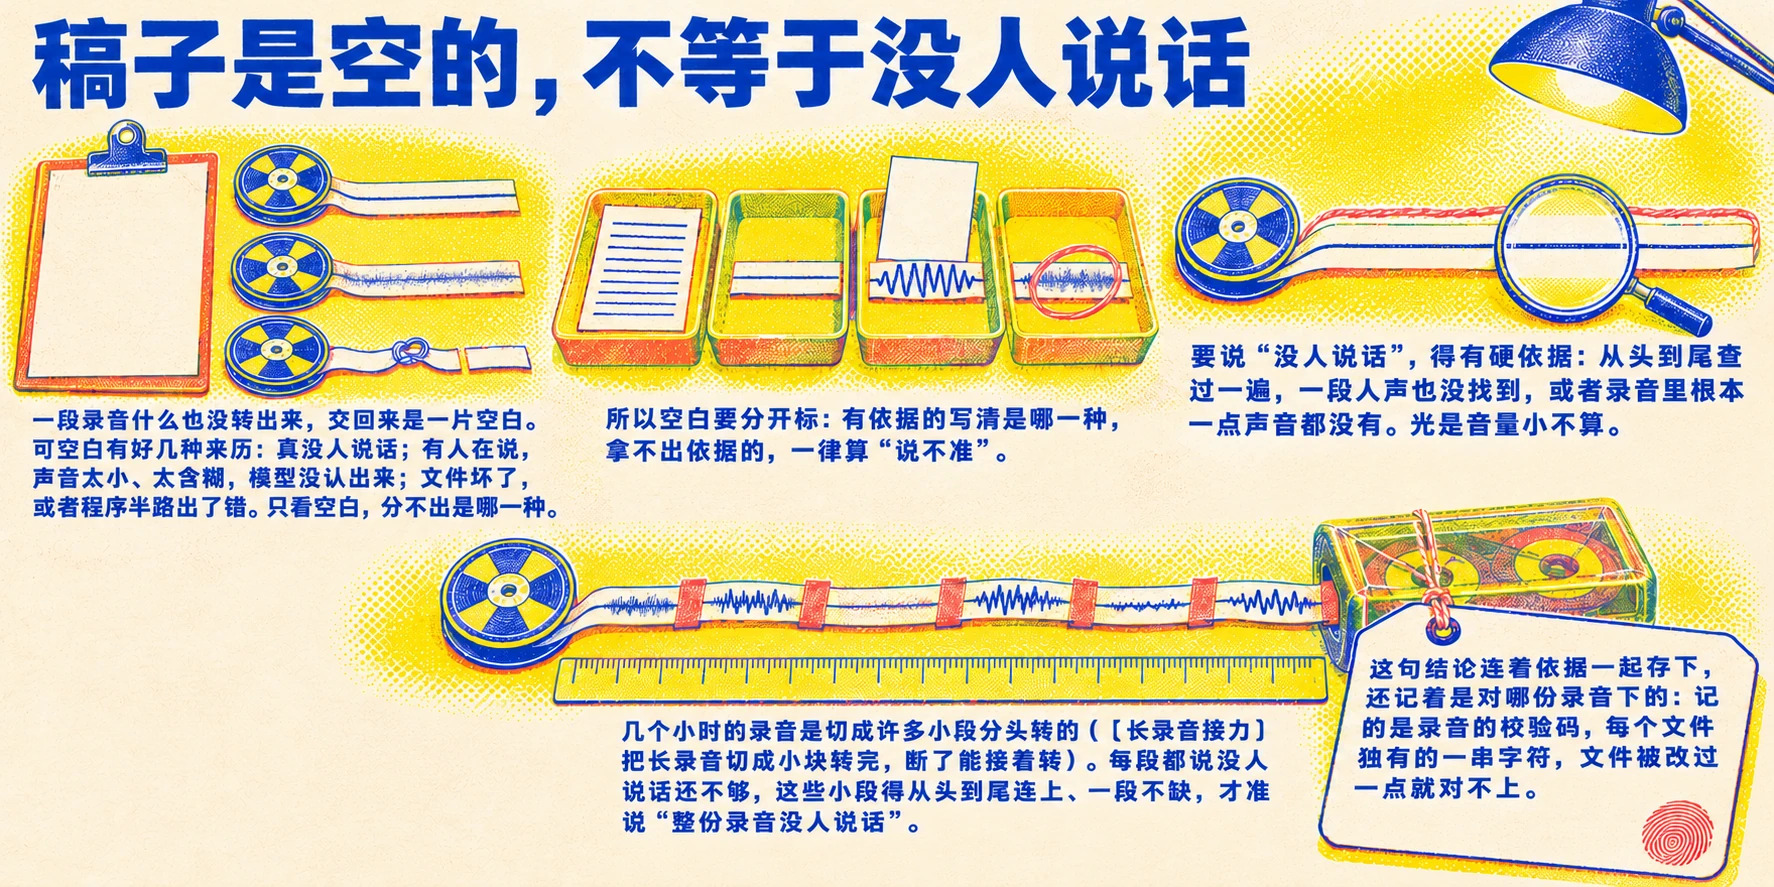 稿子是空的，不等于没人说话
一段录音什么也没转出来，交回来是一片空白。
可空白有好几种来历：真没人说话；有人在说，
声音太小、太含糊，模型没认出来；文件坏了，
或者程序半路出了错。只看空白，分不出是哪一种。
所以空白要分开标：有依据的写清是哪一种，
拿不出依据的，一律算“说不准”。
要说“没人说话”，得有硬依据：从头到尾查
过一遍，一段人声也没找到，或者录音里根本
一点声音都没有。光是音量小不算。
几个小时的录音是切成许多小段分头转的（［长录音接力］
把长录音切成小块转完，断了能接着转）。每段都说没人
说话还不够，这些小段得从头到尾连上、一段不缺，才准
说“整份录音没人说话”。
这句结论连着依据一起存下，
还记着是对哪份录音下的：记
的是录音的校验码，每个文件
独有的一串字符，文件被改过
一点就对不上。